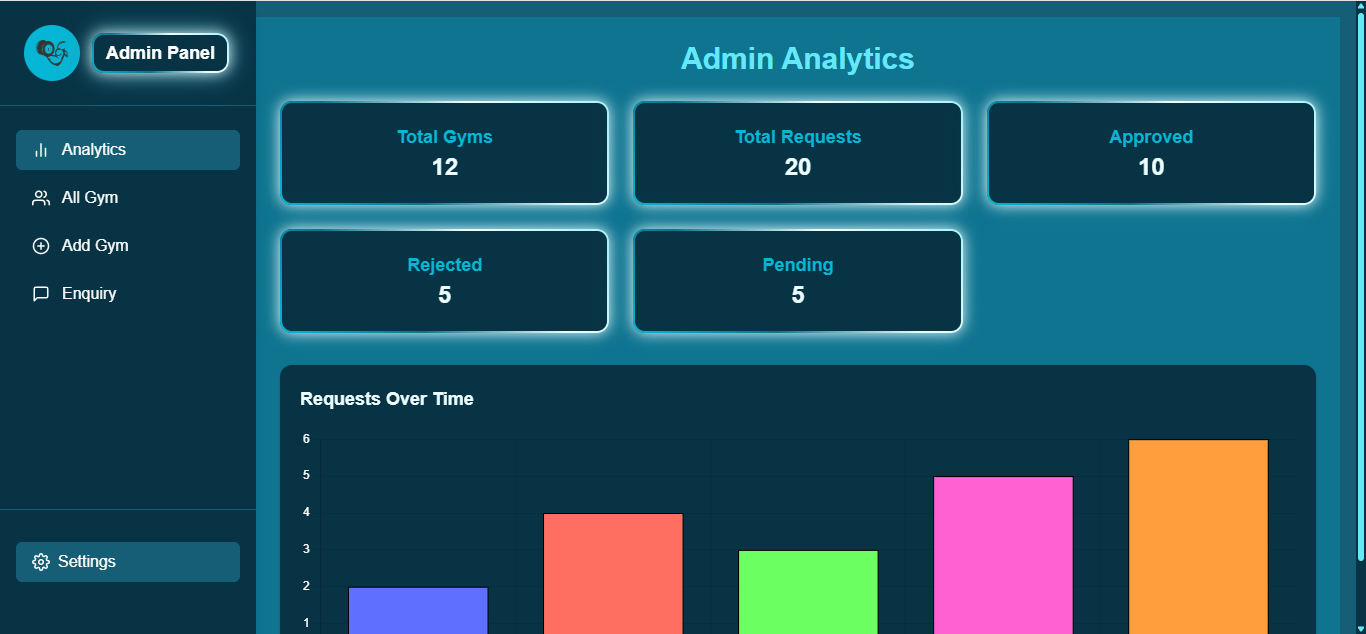 Admin Panel
Analytics
All Gym
Add Gym
Enquiry
Settings
Admin Analytics
Total Gyms
12
Total Requests
20
Approved
10
Rejected
5
Pending
5
Requests Over Time
6
5
4
3
2
1